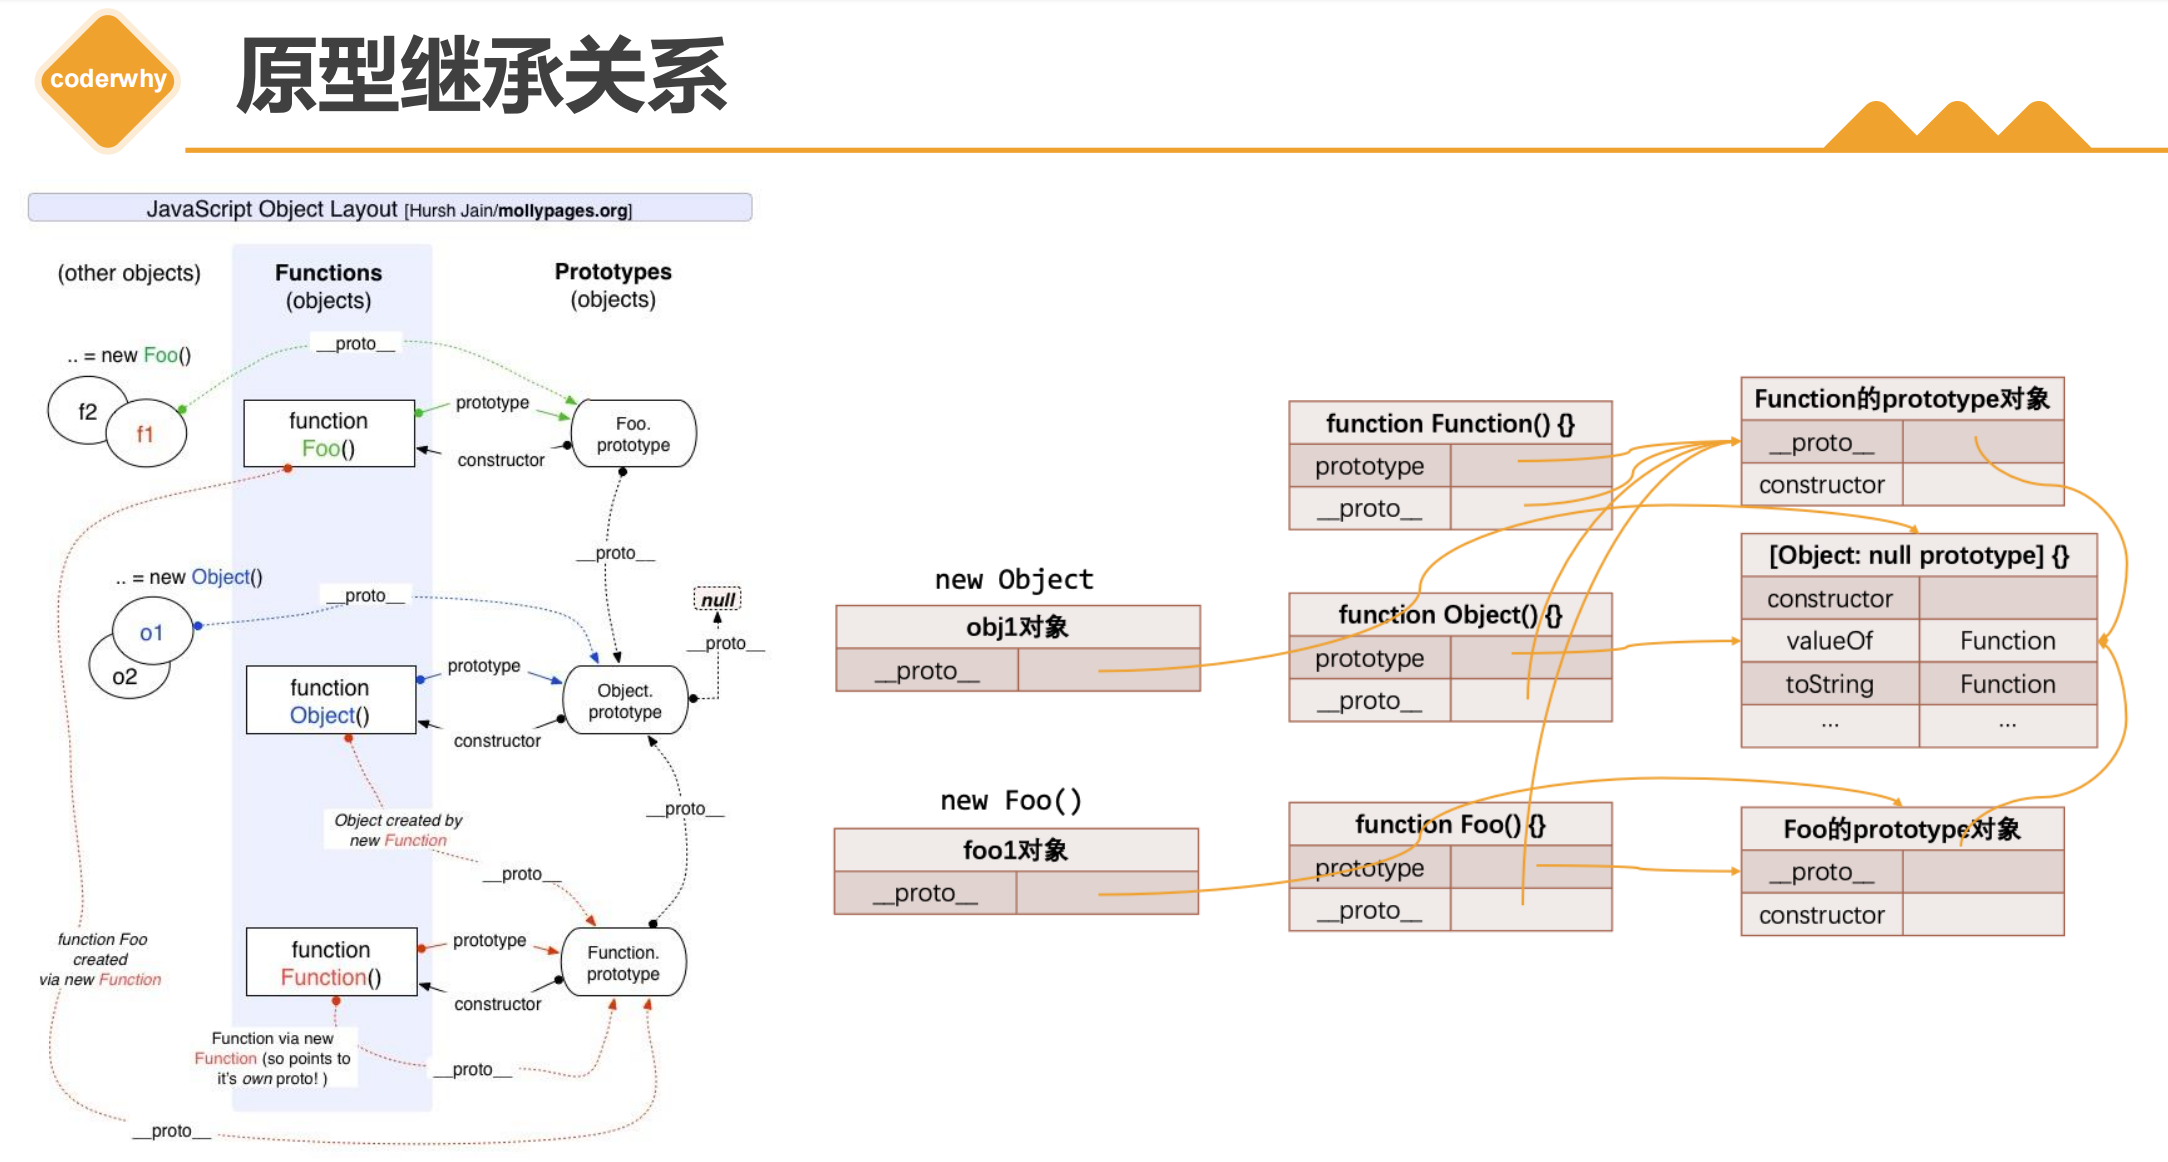 coderwhy
原型继承关系
JavaScript Object Layout [Hursh Jain/mollypages.org]
(other objects)
Functions
(objects)
Prototypes
(objects)
__proto__
.. = new Foo()
f2
f1
function
Foo()
prototype
constructor
Foo.
prototype
__proto__
.. = new Object()
__proto__
null
__proto__
o1
o2
function
Object()
prototype
constructor
Object.
prototype
Object created by
new Function
__proto__
__proto__
function Foo
created
via new Function
function
Function()
prototype
constructor
Function.
prototype
Function via new
Function (so points to
it's own proto! )
__proto__
__proto__
new Object
obj1对象
__proto__
new Foo()
foo1对象
__proto__
function Function() {}
prototype
__proto__
function Object() {}
prototype
__proto__
function Foo() {}
prototype
__proto__
Function的prototype对象
__proto__
constructor
[Object: null prototype] {}
constructor
valueOf Function
toString Function
... ...
Foo的prototype对象
__proto__
constructor